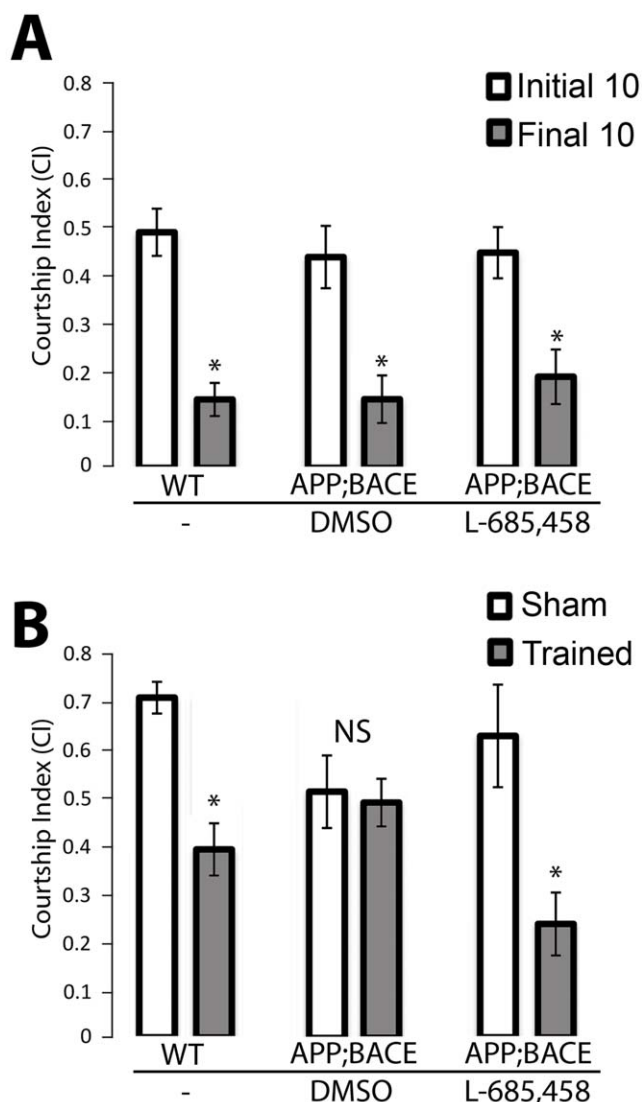 A
Initial 10
Final 10
Courtship Index (CI)
0.8
0.7
0.6
0.5
0.4
0.3
0.2
0.1
0
*
*
*
WT
APP;BACE
APP;BACE
-
DMSO
L-685,458
B
Sham
Trained
Courtship Index (CI)
0.8
0.7
0.6
0.5
0.4
0.3
0.2
0.1
0
*
NS
*
WT
APP;BACE
APP;BACE
-
DMSO
L-685,458